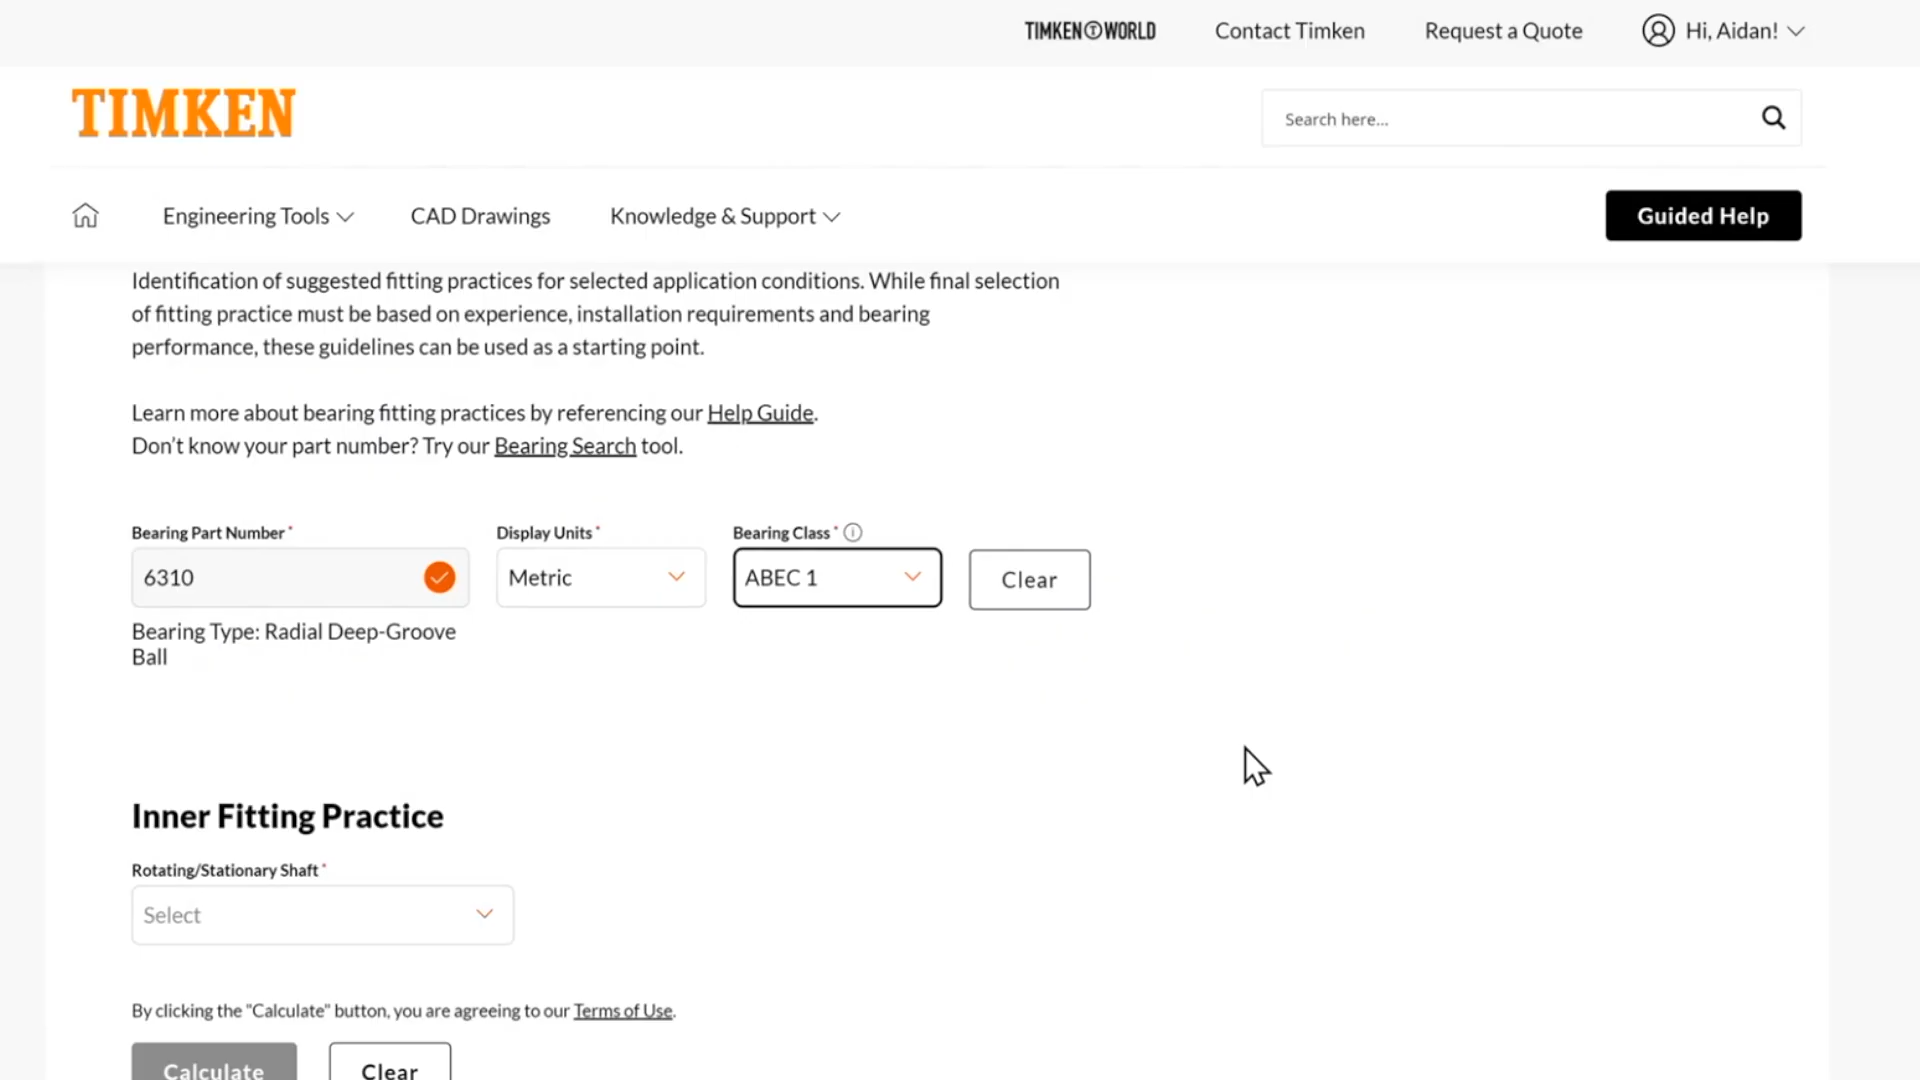 TIMKEN WORLD
Contact Timken
Request a Quote
Hi, Aidan!
TIMKEN
Search here...
Engineering Tools
CAD Drawings
Knowledge & Support
Guided Help
Identification of suggested fitting practices for selected application conditions. While final selection
of fitting practice must be based on experience, installation requirements and bearing
performance, these guidelines can be used as a starting point.
Learn more about bearing fitting practices by referencing our Help Guide.
Don't know your part number? Try our Bearing Search tool.
Bearing Part Number *
Display Units *
Bearing Class *
6310
Metric
ABEC 1
Clear
Bearing Type: Radial Deep-Groove
Ball
Inner Fitting Practice
Rotating/Stationary Shaft *
Select
By clicking the "Calculate" button, you are agreeing to our Terms of Use.
Calculate
Clear